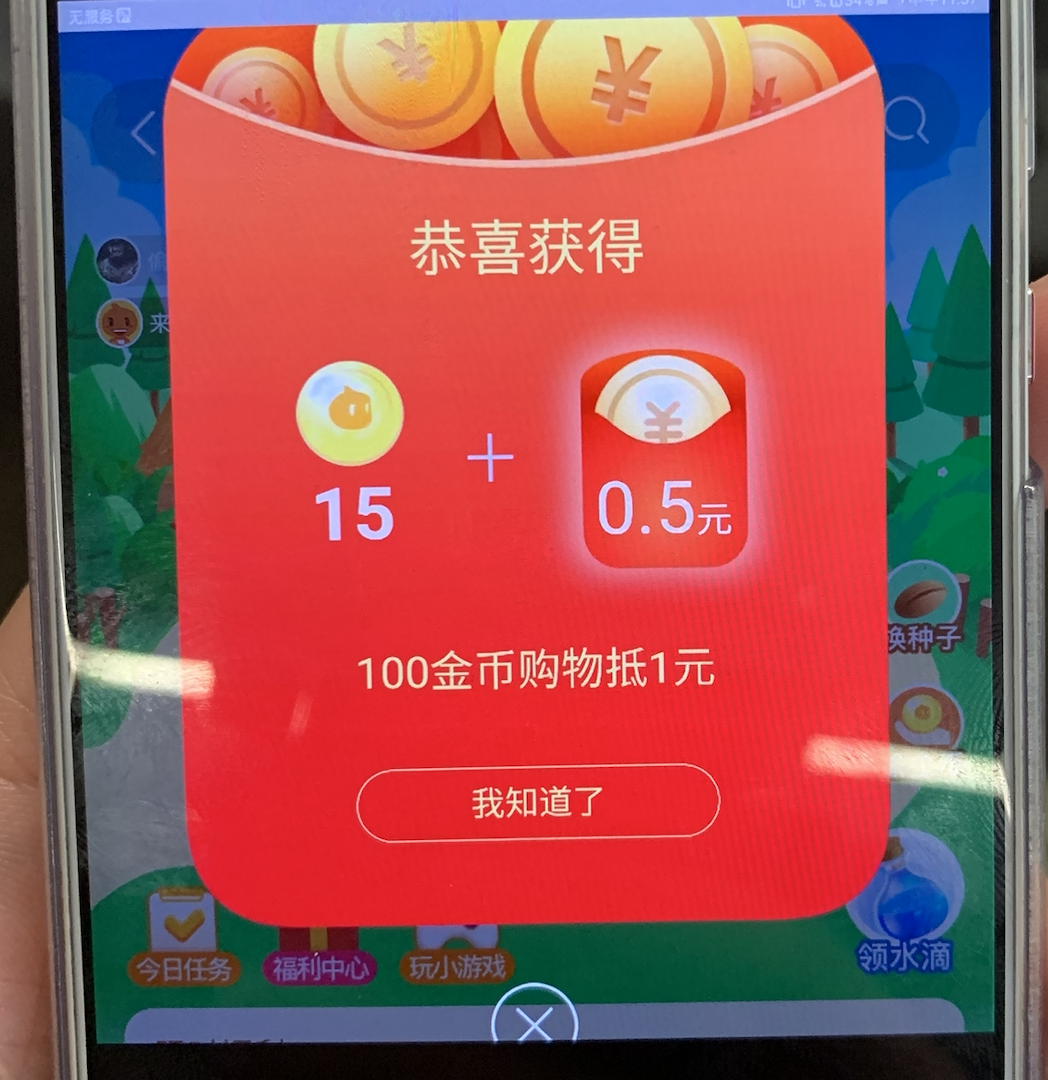 无服务
恭喜获得
15
+
0.5元
100金币购物抵1元
我知道了
来
换种子
领水滴
今日任务
福利中心
玩小游戏